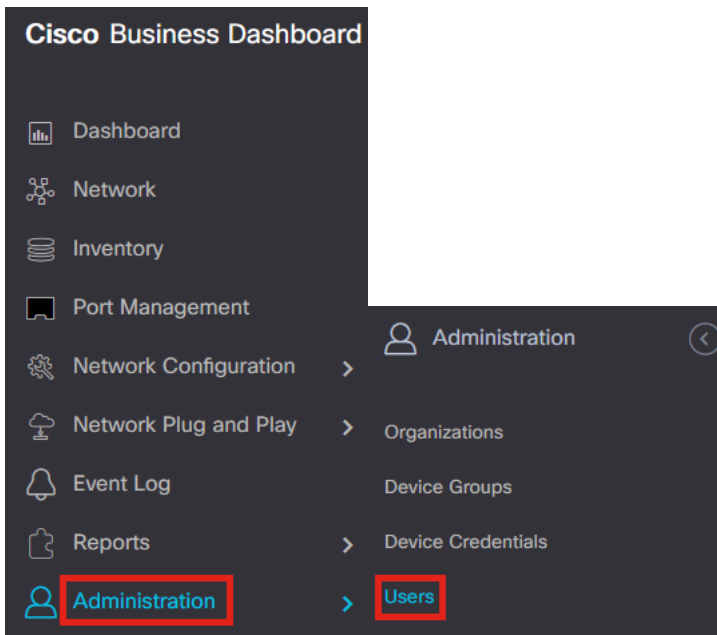 Cisco Business Dashboard
Dashboard
Network
Inventory
Port Management
Network Configuration
Network Plug and Play
Event Log
Reports
Administration
Administration
Organizations
Device Groups
Device Credentials
Users